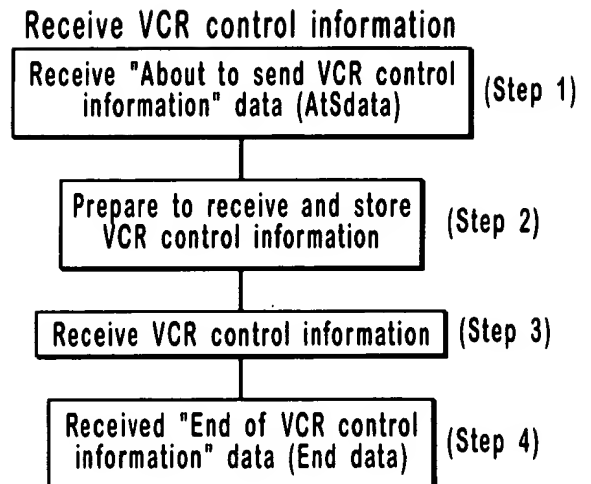 Receive VCR control information
Receive "About to send VCR control
information" data (AtSdata)
(Step 1)
Prepare to receive and store
VCR control information
(Step 2)
Receive VCR control information
(Step 3)
Received "End of VCR control
information" data (End data)
(Step 4)